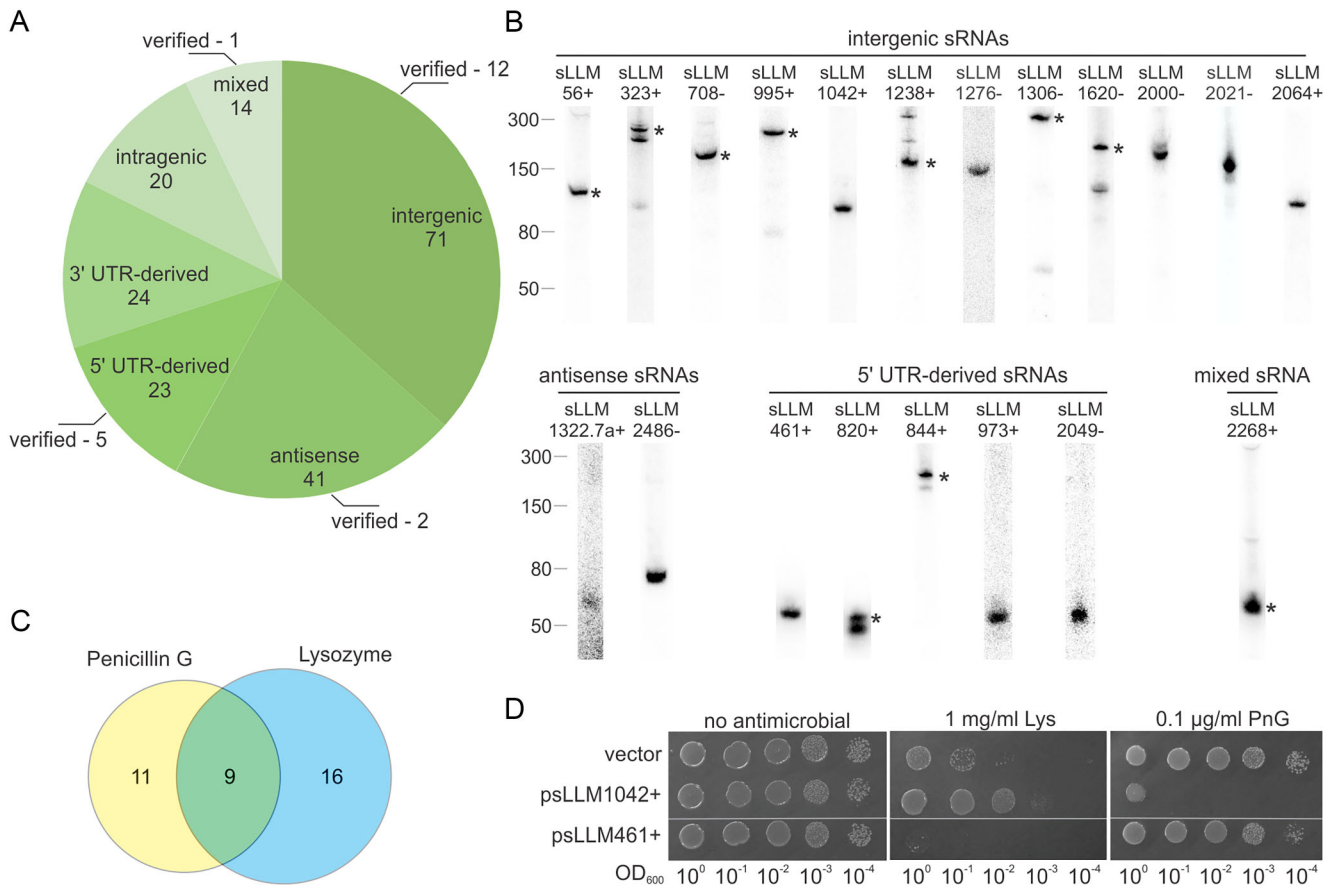 A
verified - 1
mixed
14
verified - 12
intragenic
20
intergenic
71
3' UTR-derived
24
5' UTR-derived
23
verified - 5
antisense
41
verified - 2
B
intergenic sRNAs
sLLM sLLM sLLM sLLM sLLM sLLM sLLM sLLM sLLM sLLM sLLM sLLM
56+ 323+ 708- 995+ 1042+ 1238+ 1276- 1306- 1620- 2000- 2021- 2064+
300
150
80
50
* * * * * * *
antisense sRNAs 5' UTR-derived sRNAs mixed sRNA
sLLM sLLM sLLM sLLM sLLM sLLM sLLM sLLM
1322.7a+ 2486- 461+ 820+ 844+ 973+ 2049- 2268+
300
150
80
50
* * *
C
Penicillin G Lysozyme
11 9 16
D
no antimicrobial 1 mg/ml Lys 0.1 µg/ml PnG
vector
psLLM1042+
psLLM461+
OD₆₀₀ 10⁰ 10⁻¹ 10⁻² 10⁻³ 10⁻⁴ 10⁰ 10⁻¹ 10⁻² 10⁻³ 10⁻⁴ 10⁰ 10⁻¹ 10⁻² 10⁻³ 10⁻⁴